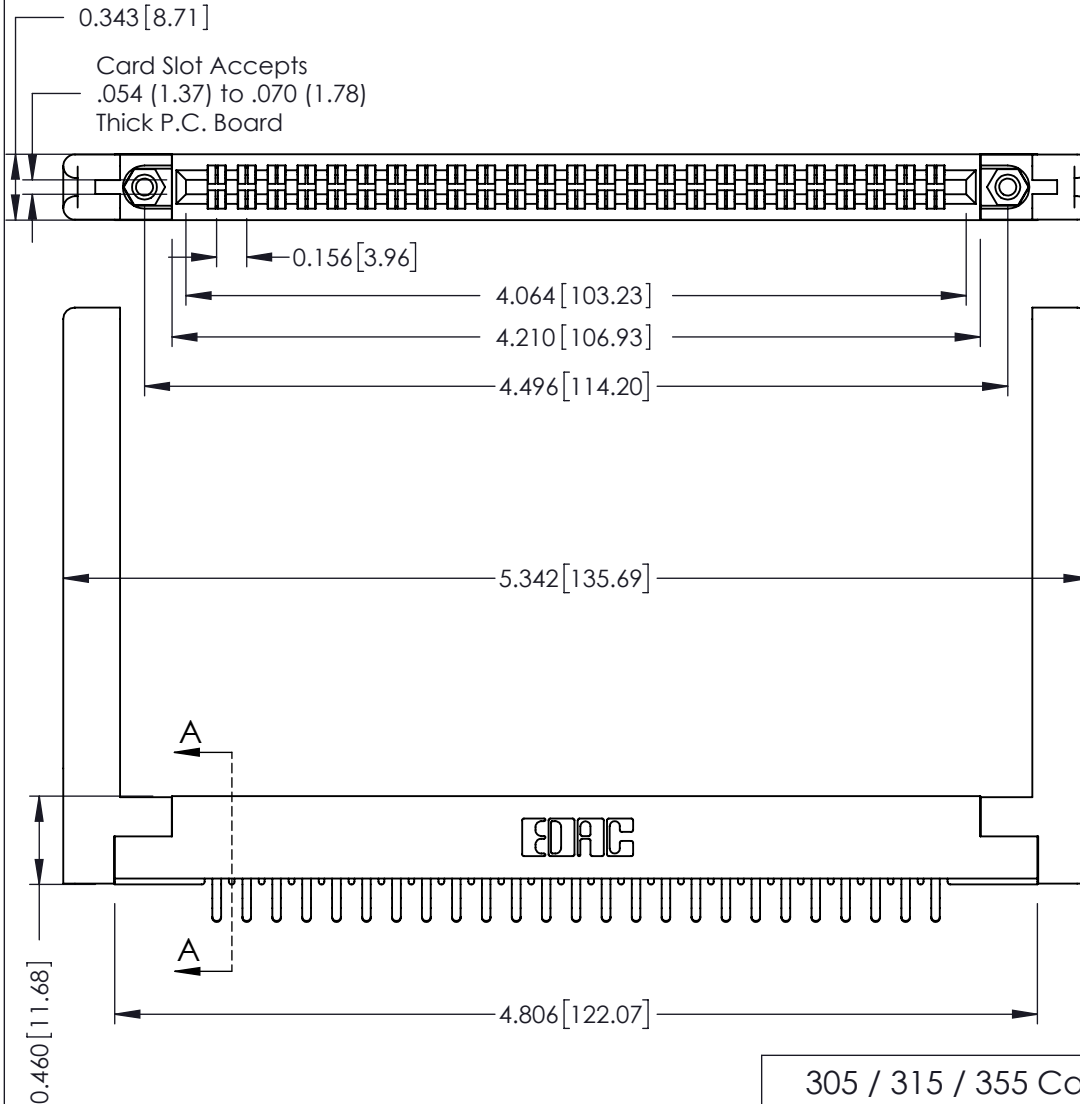 0.343[8.71]
Card Slot Accepts
.054 (1.37) to .070 (1.78)
Thick P.C. Board
0.156[3.96]
4.064[103.23]
4.210[106.93]
4.496[114.20]
5.342[135.69]
A
EDAC
A
0.460[11.68]
4.806[122.07]
305 / 315 / 355